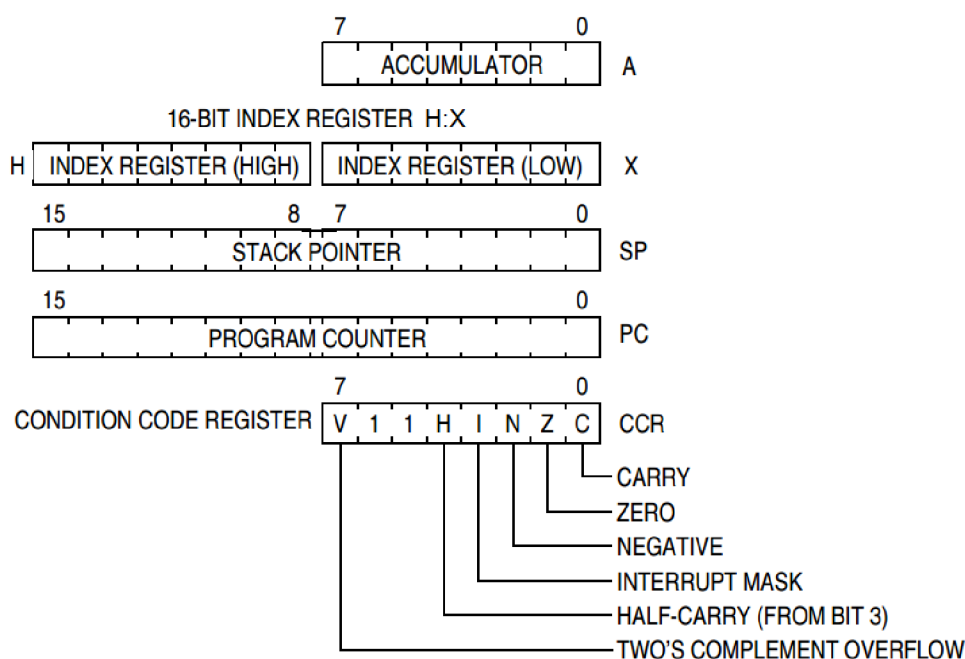 7 0
ACCUMULATOR A
16-BIT INDEX REGISTER H:X
H INDEX REGISTER (HIGH) INDEX REGISTER (LOW) X
15 8 7 0
STACK POINTER SP
15 0
PROGRAM COUNTER PC
7 0
CONDITION CODE REGISTER V 1 1 H I N Z C CCR
CARRY
ZERO
NEGATIVE
INTERRUPT MASK
HALF-CARRY (FROM BIT 3)
TWO'S COMPLEMENT OVERFLOW